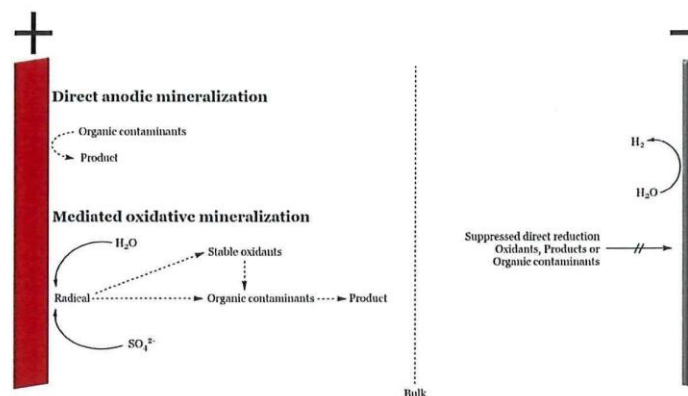 +
−
Direct anodic mineralization
Organic contaminants
Product
Mediated oxidative mineralization
H₂O
Stable oxidants
Radical
Organic contaminants
Product
SO₄²⁻
H₂
H₂O
Suppressed direct reduction
Oxidants, Products or
Organic contaminants
Bulk